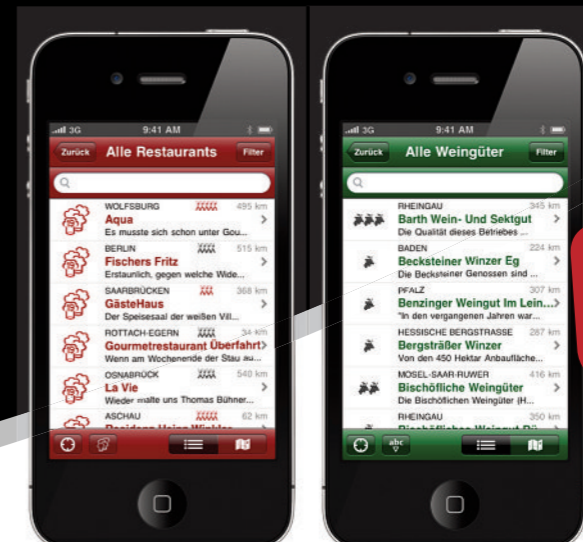 3G 9:41 AM
Zurück Alle Restaurants Filter
WOLFSBURG 495 km
Aqua
Es musste sich schon unter Gou...
BERLIN 515 km
Fischers Fritz
Erstaunlich, gegen welche Wide...
SAARBRÜCKEN 368 km
GästeHaus
Der Speisesaal der weißen Vill...
ROTTACH-EGERN 34 km
Gourmetrestaurant Überfahrt
Wenn am Wochenende der Stau au...
OSNABRÜCK 540 km
La Vie
Wieder malte uns Thomas Bühner...
ASCHAU 62 km
Residenz Heinz Winkler
3G 9:41 AM
Zurück Alle Weingüter Filter
RHEINGAU 345 km
Barth Wein- Und Sektgut
Die Qualität dieses Betriebes ...
BADEN 224 km
Becksteiner Winzer Eg
Die Becksteiner Genossen sind ...
PFALZ 307 km
Benzinger Weingut Im Lein...
"In den vergangenen Jahren war...
HESSISCHE BERGSTRASSE 287 km
Bergsträßer Winzer
Von den 450 Hektar Anbaufläche...
MOSEL-SAAR-RUWER 416 km
Bischöfliche Weingüter
Die Bischöflichen Weingüter (H...
RHEINGAU 350 km
Bischöfliches Weingut Rü...
abc